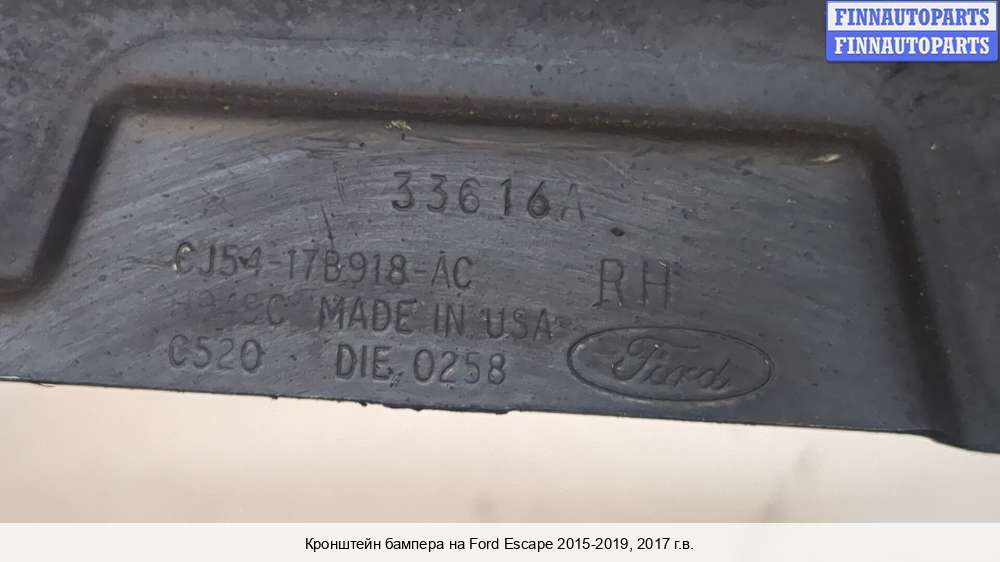 FINNAUTOPARTS
FINNAUTOPARTS
33616A
CJ54-17B918-AC
RH
MADE IN USA
C520 DIE 0258
Ford
Кронштейн бампера на Ford Escape 2015-2019, 2017 г.в.